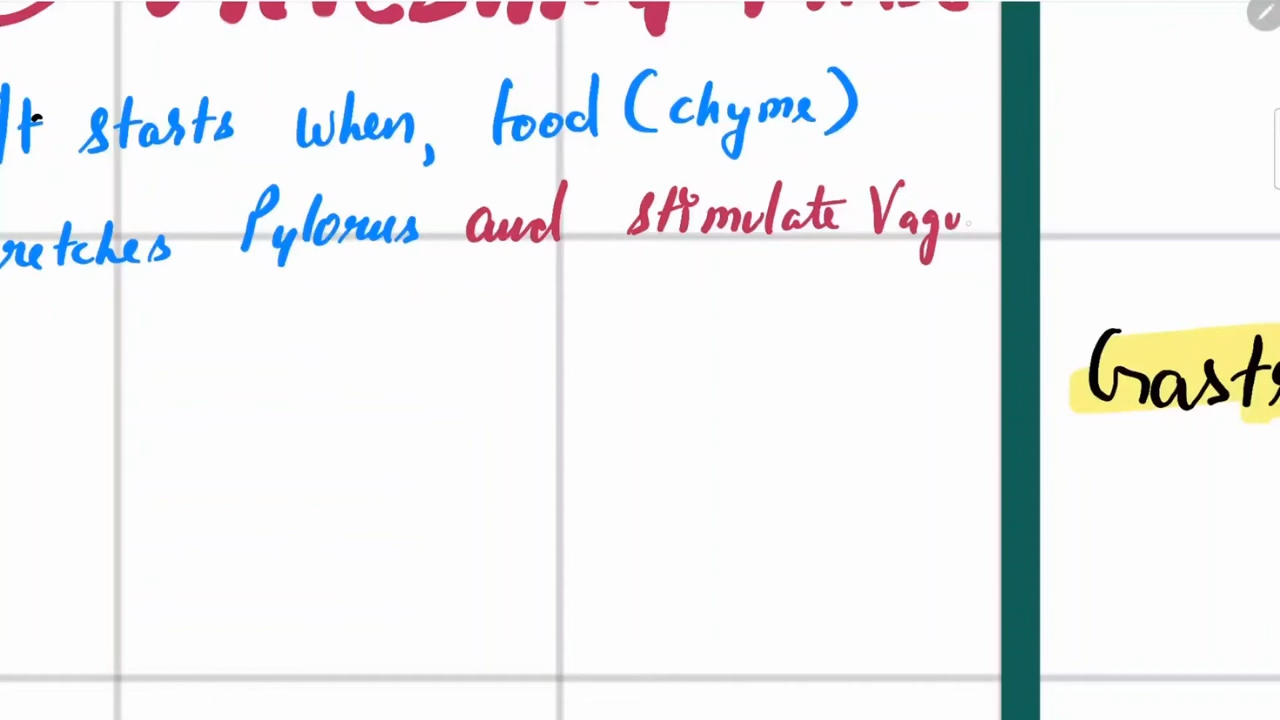 It starts when, food (chyme)
retches Pylorus and stimulate Vagu
Gast